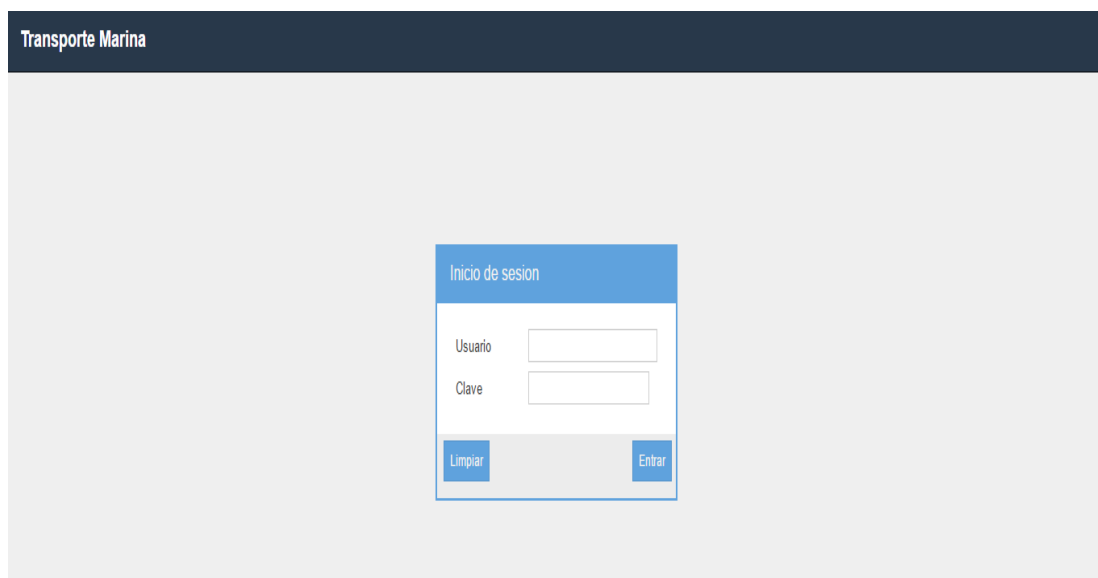 Transporte Marina
Inicio de sesion
Usuario
Clave
Limpiar
Entrar